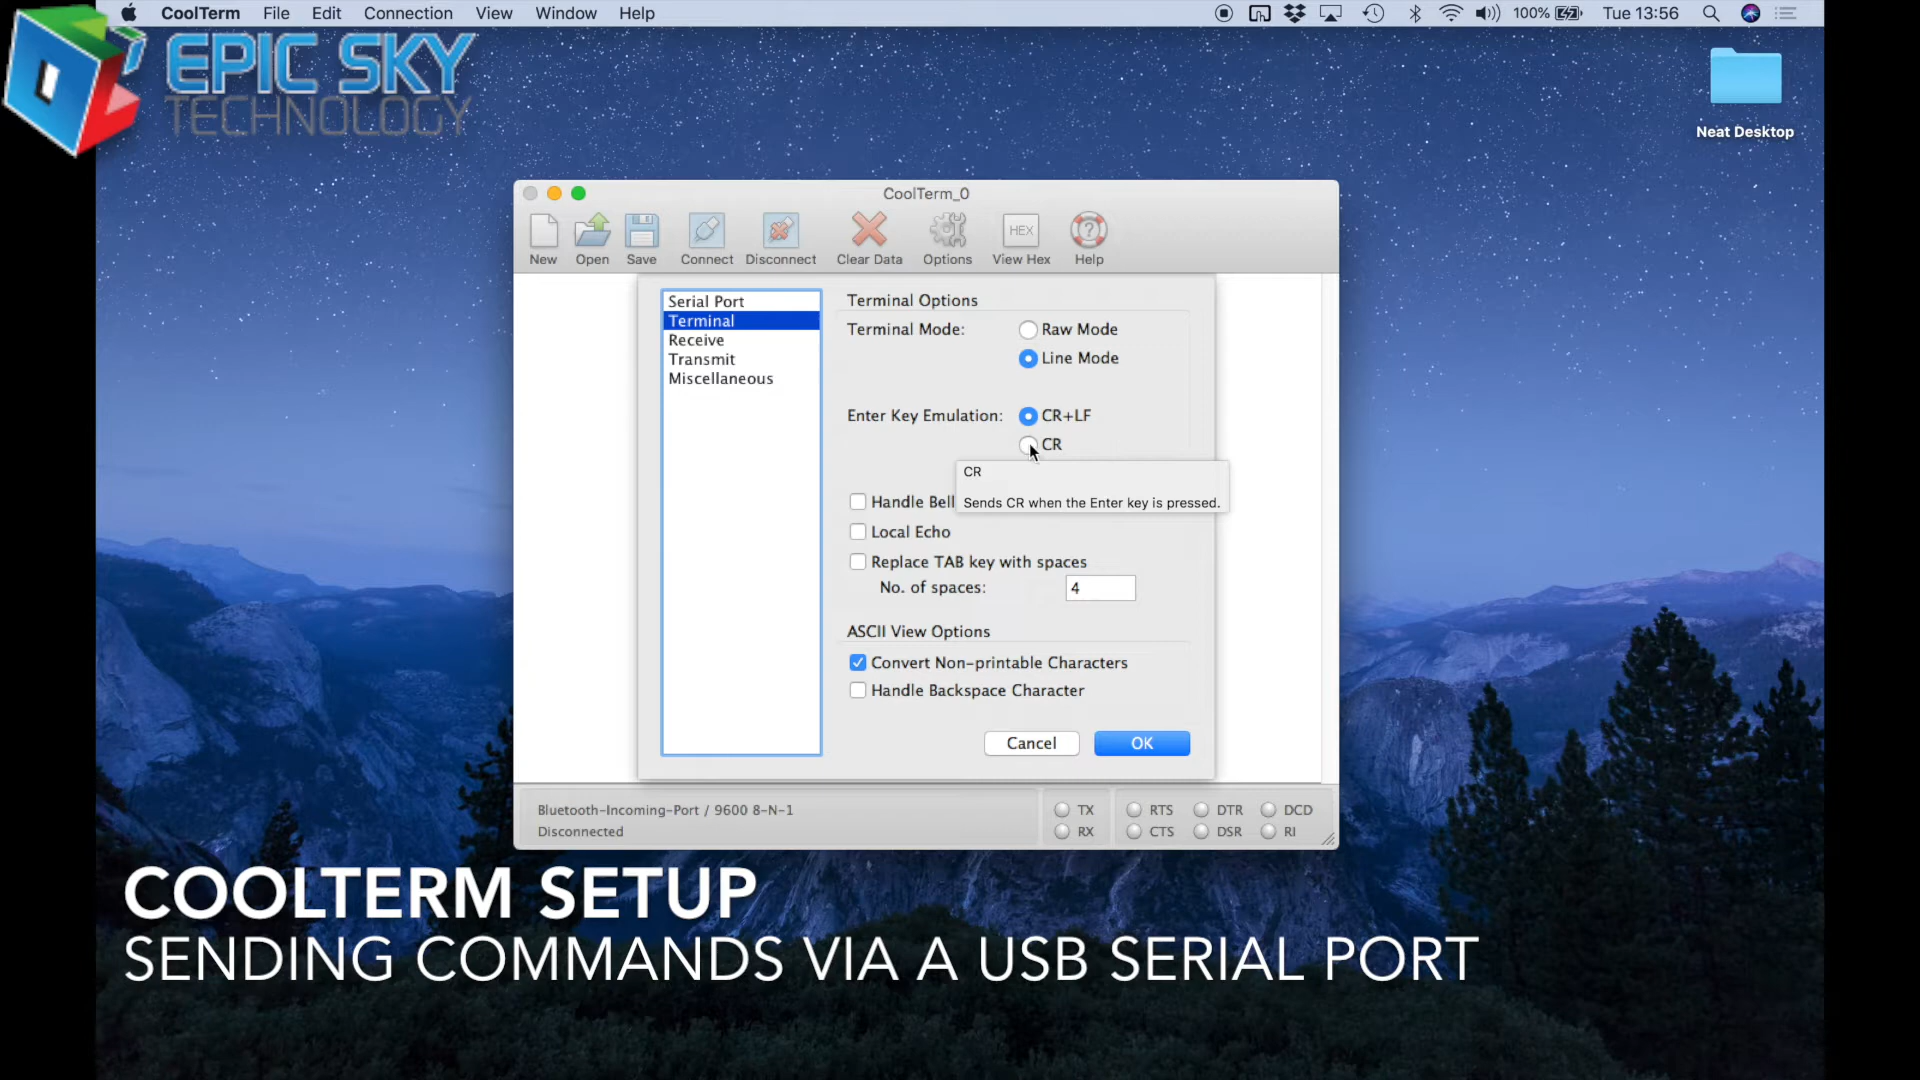 CoolTerm File Edit Connection View Window Help
100% Tue 13:56
EPIC SKY
TECHNOLOGY
Neat Desktop
CoolTerm_0
HEX
New Open Save Connect Disconnect Clear Data Options View Hex Help
Serial Port
Terminal
Receive
Transmit
Miscellaneous
Terminal Options
Terminal Mode: Raw Mode
Line Mode
Enter Key Emulation: CR+LF
CR
CR
Sends CR when the Enter key is pressed.
Handle Bell
Local Echo
Replace TAB key with spaces
No. of spaces: 4
ASCII View Options
Convert Non-printable Characters
Handle Backspace Character
Cancel OK
Bluetooth-Incoming-Port / 9600 8-N-1
Disconnected
TX RTS DTR DCD
RX CTS DSR RI
COOLTERM SETUP
SENDING COMMANDS VIA A USB SERIAL PORT